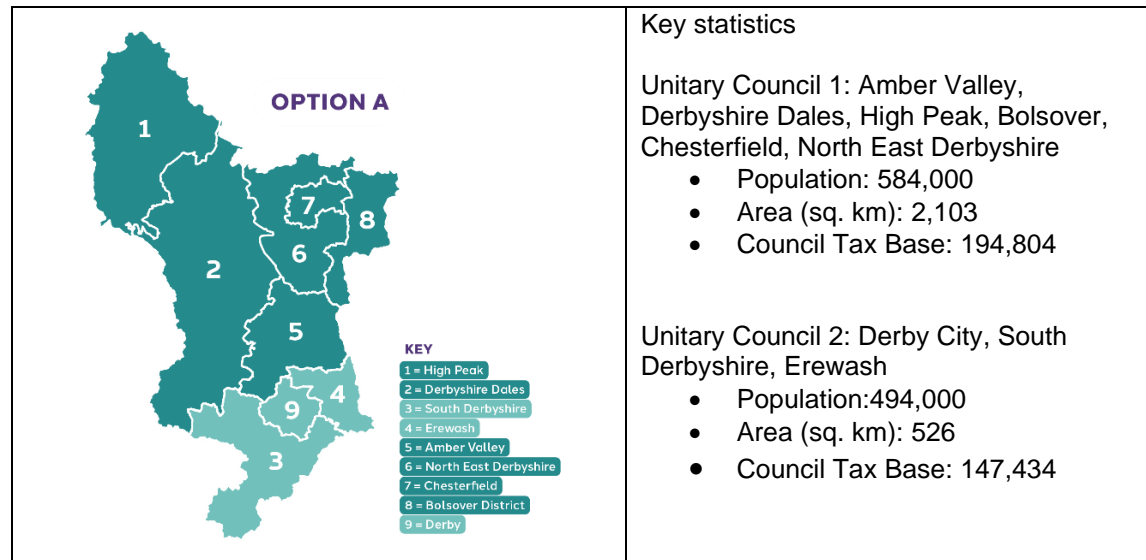 OPTION A
1
2
7
8
6
5
4
9
3
KEY
1 = High Peak
2 = Derbyshire Dales
3 = South Derbyshire
4 = Erewash
5 = Amber Valley
6 = North East Derbyshire
7 = Chesterfield
8 = Bolsover District
9 = Derby
Key statistics
Unitary Council 1: Amber Valley,
Derbyshire Dales, High Peak, Bolsover,
Chesterfield, North East Derbyshire
• Population: 584,000
• Area (sq. km): 2,103
• Council Tax Base: 194,804
Unitary Council 2: Derby City, South
Derbyshire, Erewash
• Population:494,000
• Area (sq. km): 526
• Council Tax Base: 147,434